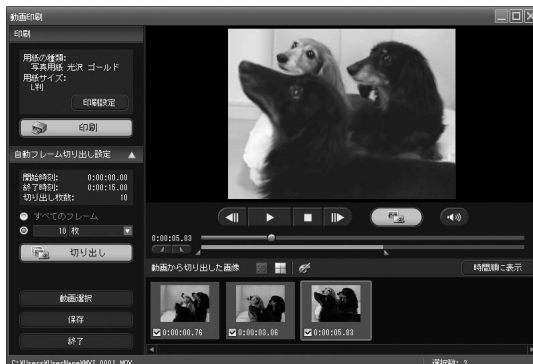 動画印刷
印刷
用紙の種類:
写真用紙 光沢 ゴールド
用紙サイズ:
L判
印刷設定
印刷
自動フレーム切り出し設定
開始時刻: 0:00:00.00
終了時刻: 0:00:15.00
切り出し枚数: 10
すべてのフレーム
10 枚
切り出し
動画選択
保存
終了
0:00:05.83
動画から切り出した画像
時間順に表示
0:00:00.76
0:00:03.06
0:00:05.83
C:¥Users¥UserName¥MVI_0001.MOV
選択数: 3